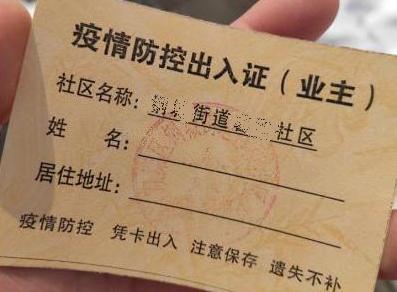 疫情防控出入证（业主）
社区名称：街道社区
姓 名：
居住地址：
疫情防控 凭卡出入 注意保存 遗失不补